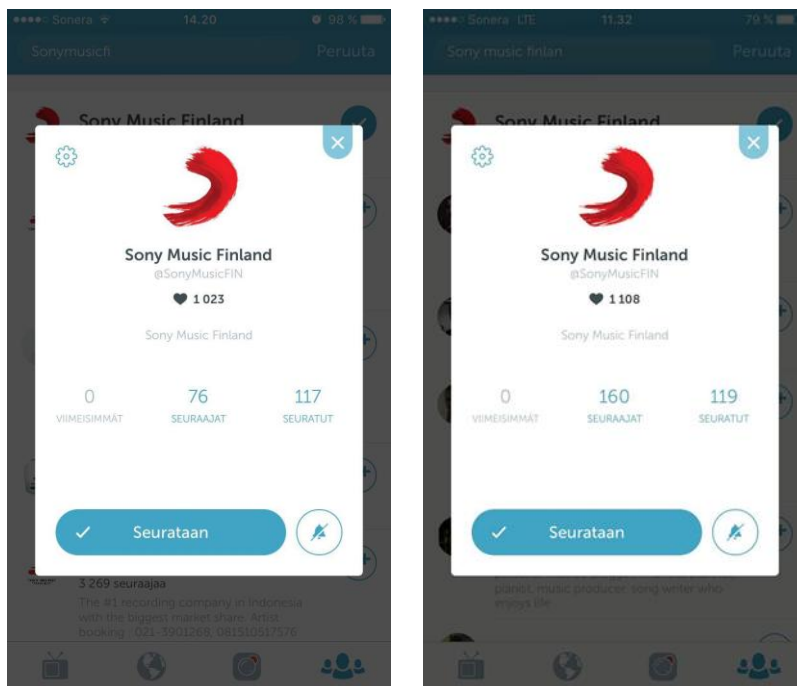 Sonera 14.20 98 %
Sonymusicfi Peruuta
Sony Music Finland
Sony Music Finland
@SonyMusicFIN
1 023
Sony Music Finland
0 76 117
VIIMEISIMMÄT SEURAAJAT SEURATUT
Seurataan
3 269 seuraajaa
The #1 recording company in Indonesia
with the biggest market share. Artist
booking : 021-3901268, 081510517576
Sonera LTE 11.32 79 %
Sony music finlan Peruuta
Sony Music Finland
Sony Music Finland
@SonyMusicFIN
1 108
Sony Music Finland
0 160 119
VIIMEISIMMÄT SEURAAJAT SEURATUT
Seurataan
pianist, music producer, song writer who
enjoys life